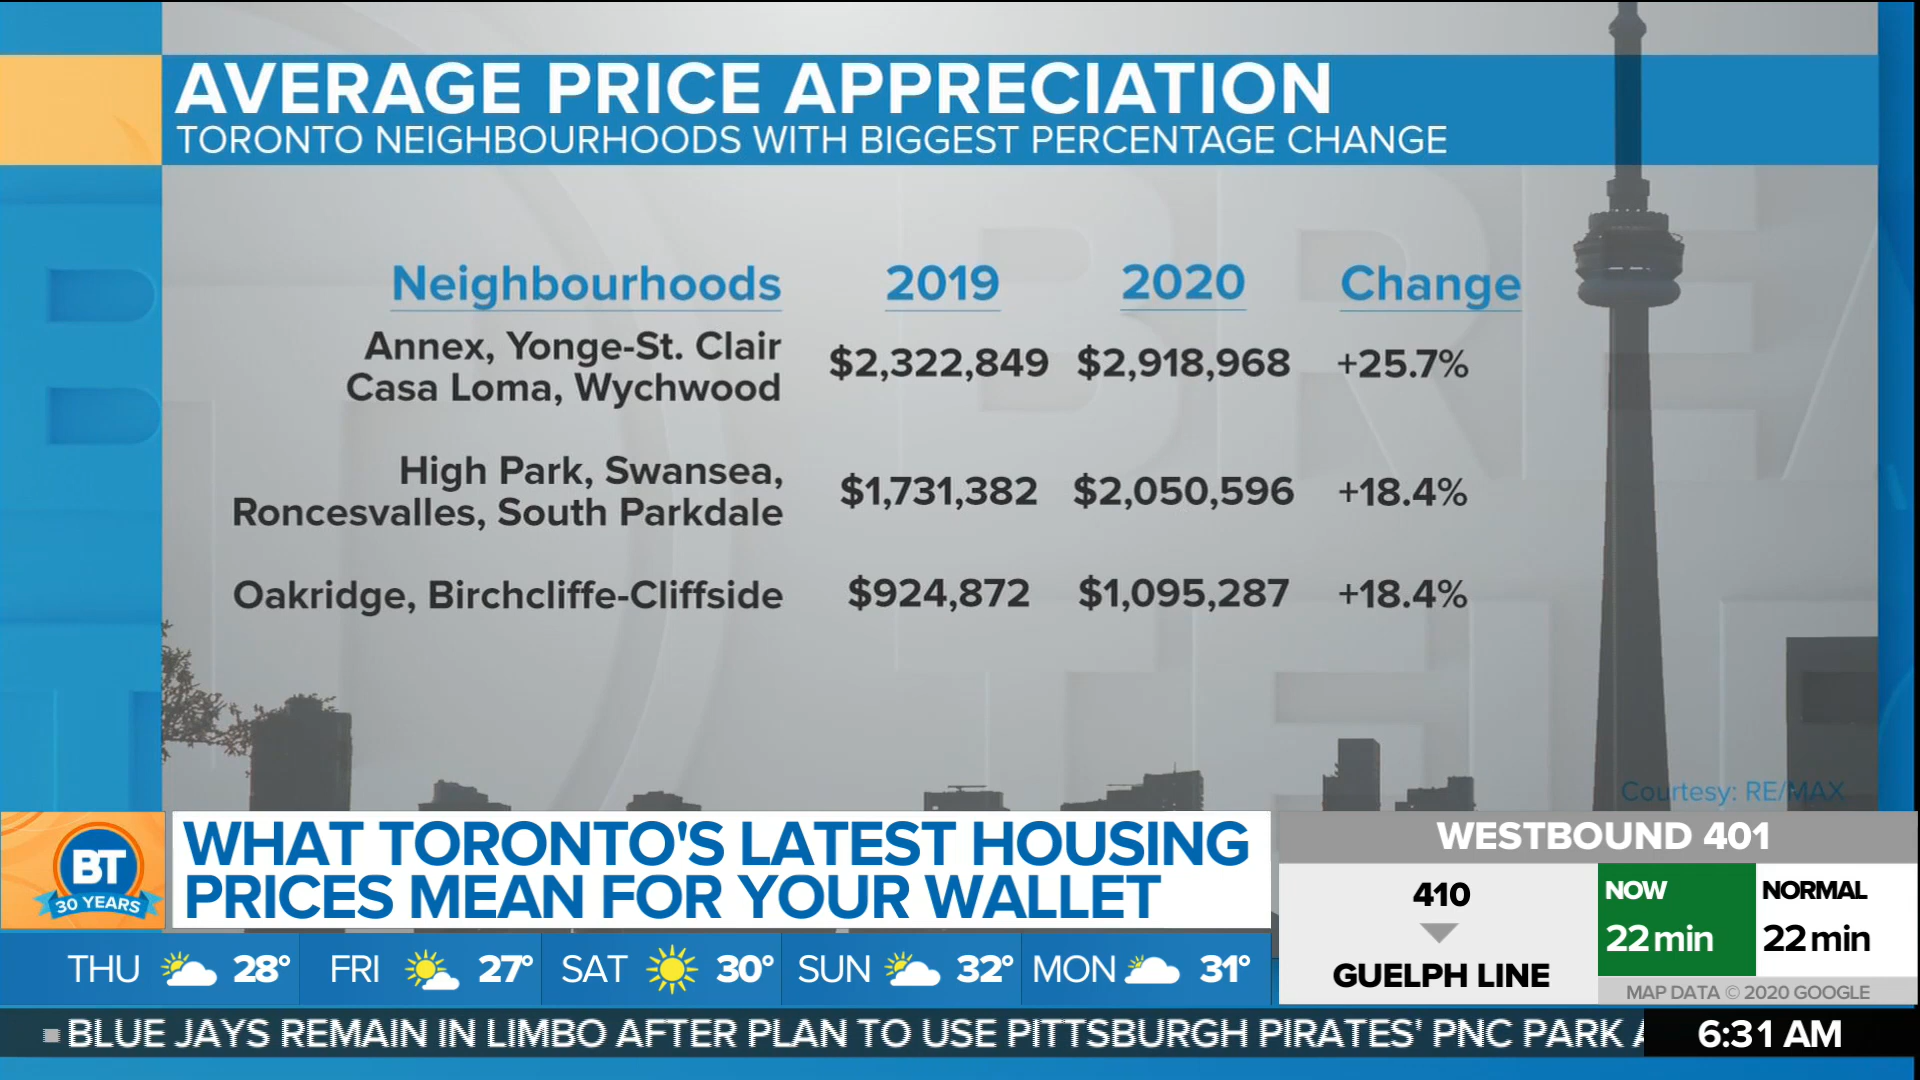 AVERAGE PRICE APPRECIATION
TORONTO NEIGHBOURHOODS WITH BIGGEST PERCENTAGE CHANGE
Neighbourhoods 2019 2020 Change
Annex, Yonge-St. Clair
Casa Loma, Wychwood $2,322,849 $2,918,968 +25.7%
High Park, Swansea,
Roncesvalles, South Parkdale $1,731,382 $2,050,596 +18.4%
Oakridge, Birchcliffe-Cliffside $924,872 $1,095,287 +18.4%
Courtesy: RE/MAX
BT
30 YEARS
WHAT TORONTO'S LATEST HOUSING
PRICES MEAN FOR YOUR WALLET
WESTBOUND 401
410
GUELPH LINE
NOW
22 min
NORMAL
22 min
MAP DATA © 2020 GOOGLE
THU 28° FRI 27° SAT 30° SUN 32° MON 31°
BLUE JAYS REMAIN IN LIMBO AFTER PLAN TO USE PITTSBURGH PIRATES' PNC PARK
6:31 AM